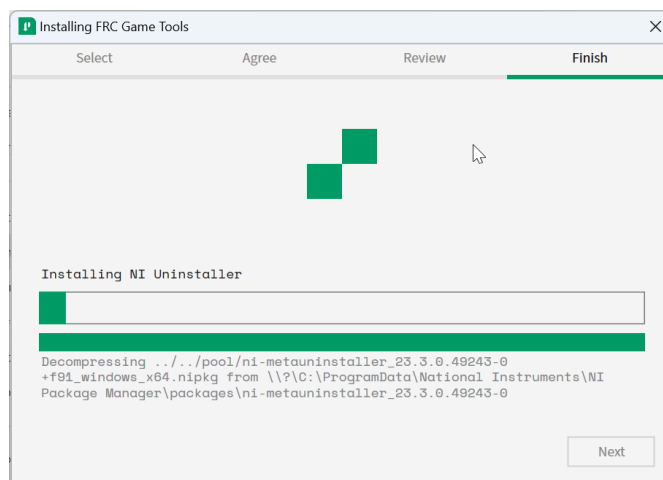 Installing FRC Game Tools
Select Agree Review Finish
Installing NI Uninstaller
Decompressing ../../pool/ni-metauninstaller_23.3.0.49243-0
+f91_windows_x64.nipkg from \\?\C:\ProgramData\National Instruments\NI
Package Manager\packages\ni-metauninstaller_23.3.0.49243-0
Next